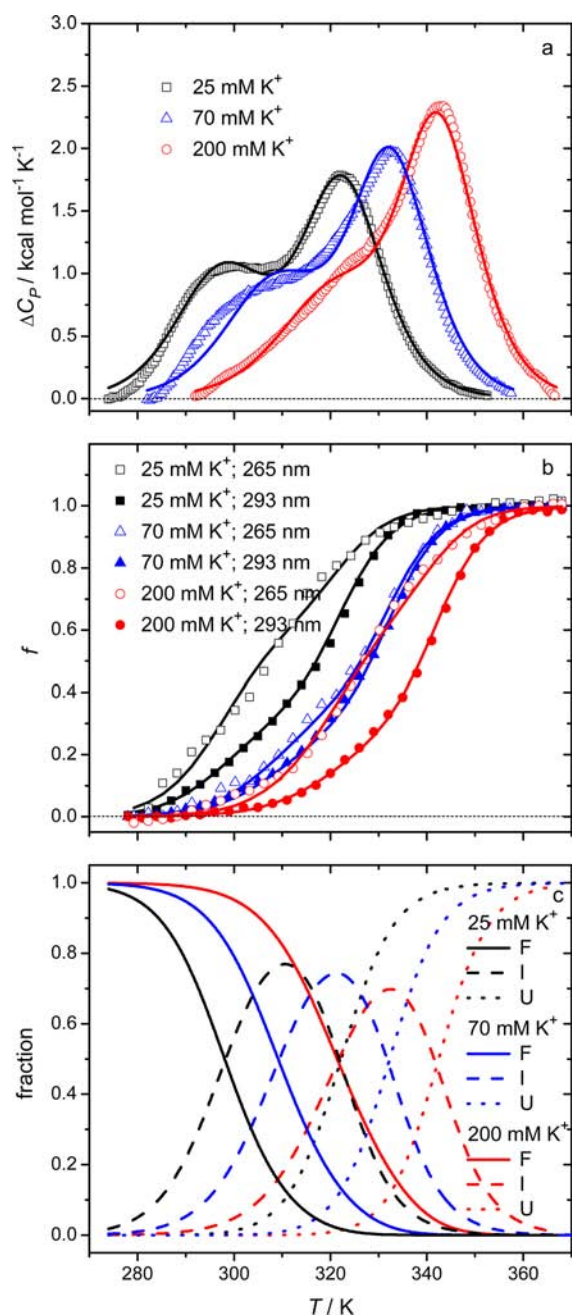 3.0
a
2.5
25 mM K⁺
70 mM K⁺
200 mM K⁺
2.0
1.5
1.0
0.5
0.0
ΔC_P / kcal mol⁻¹ K⁻¹
b
25 mM K⁺; 265 nm
25 mM K⁺; 293 nm
70 mM K⁺; 265 nm
70 mM K⁺; 293 nm
200 mM K⁺; 265 nm
200 mM K⁺; 293 nm
1.0
0.8
0.6
0.4
0.2
0.0
f
c
25 mM K⁺
F
I
U
70 mM K⁺
F
I
U
200 mM K⁺
F
I
U
1.0
0.8
0.6
0.4
0.2
0.0
fraction
280 300 320 340 360
T / K